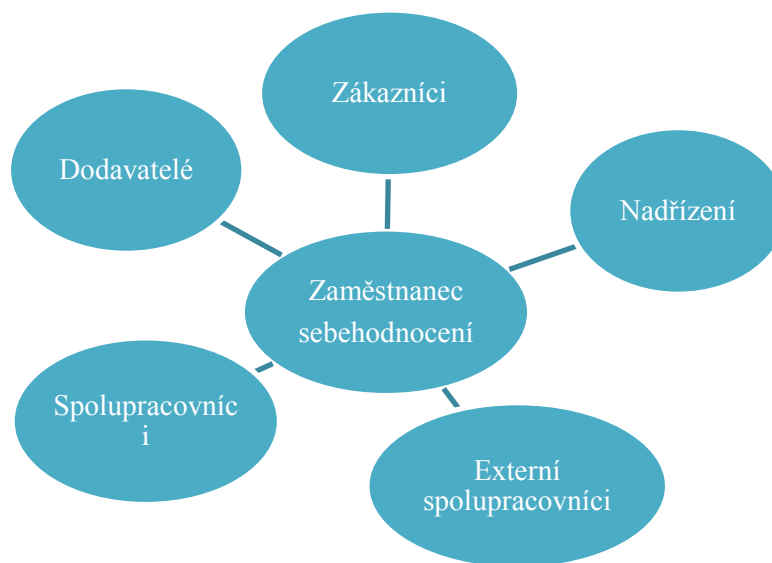 Zákazníci
Dodavatelé
Nadřízení
Zaměstnanec
sebehodnocení
Spolupracovníc
i
Externí
spolupracovníci